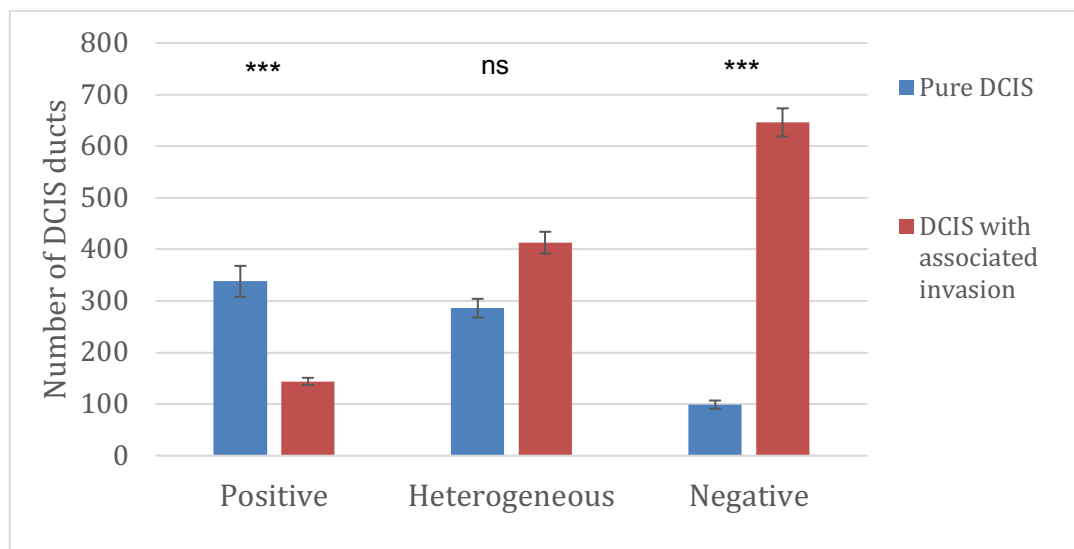 Number of DCIS ducts
800
700
600
500
400
300
200
100
0
***
ns
***
Positive
Heterogeneous
Negative
Pure DCIS
DCIS with
associated
invasion